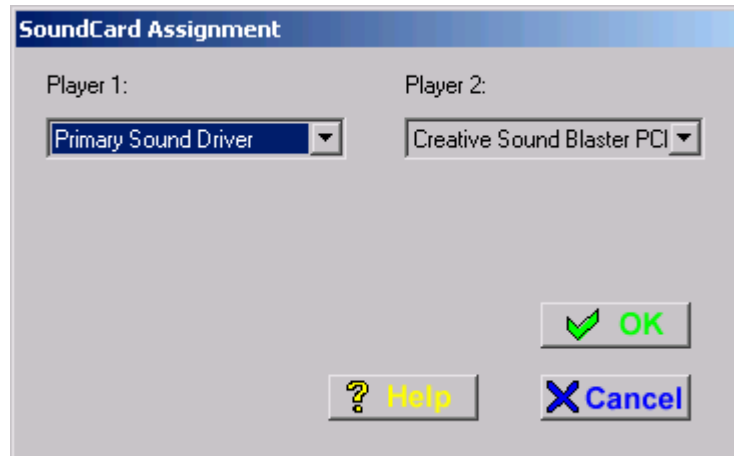 SoundCard Assignment
Player 1:
Player 2:
Primary Sound Driver
Creative Sound Blaster PCI
OK
? Help
Cancel